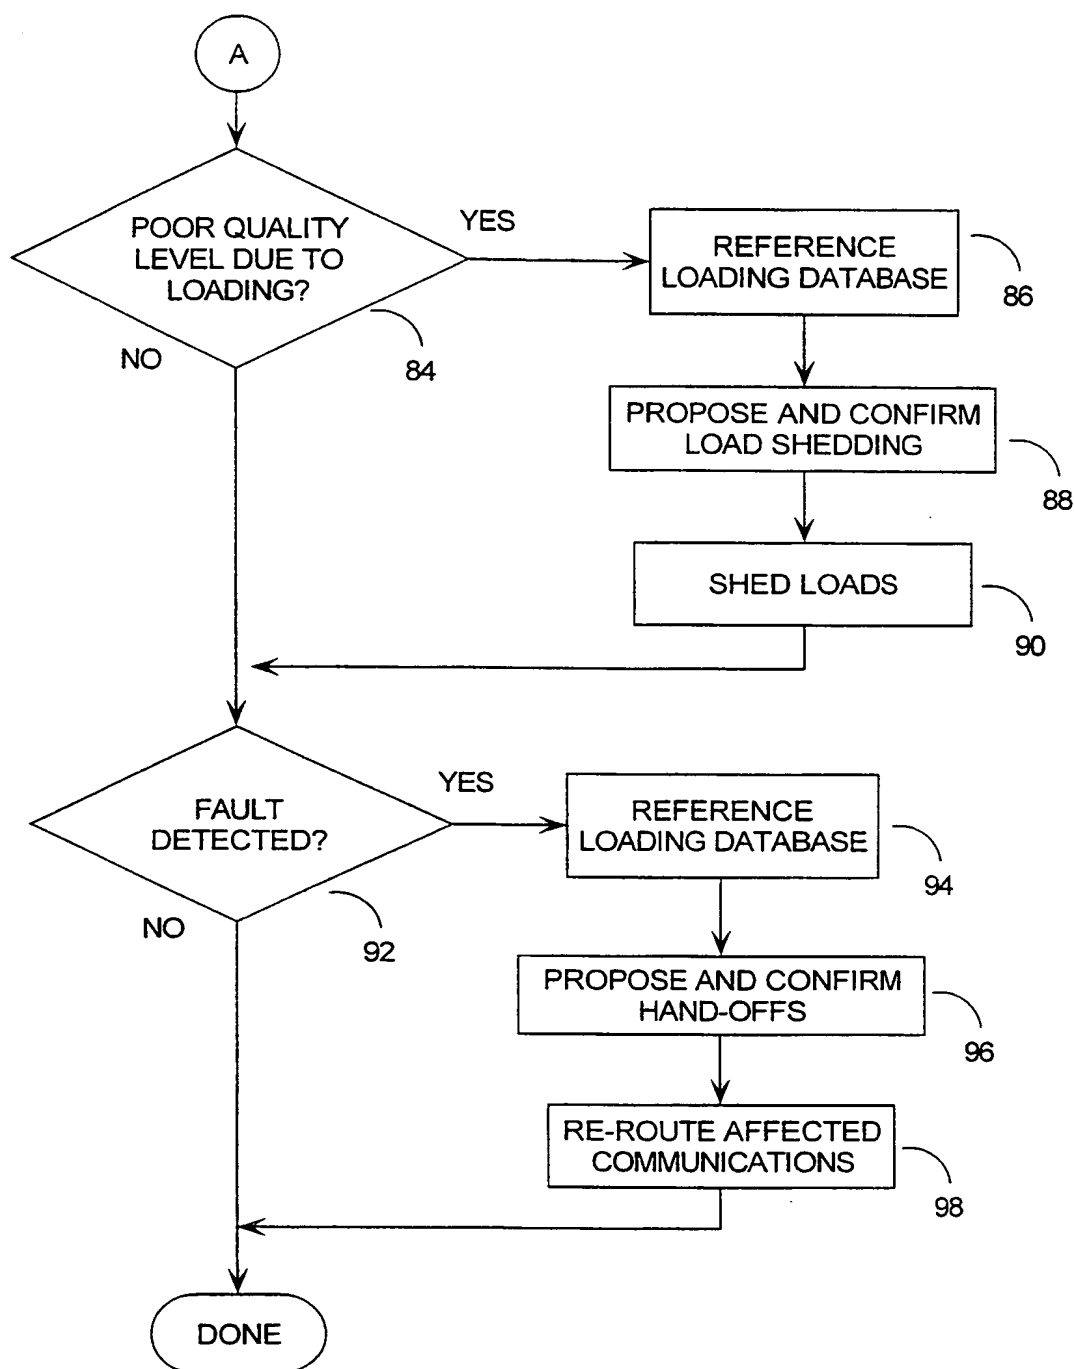 A
POOR QUALITY
LEVEL DUE TO
LOADING?
YES
NO
84
REFERENCE
LOADING DATABASE
86
PROPOSE AND CONFIRM
LOAD SHEDDING
88
SHED LOADS
90
FAULT
DETECTED?
YES
NO
92
REFERENCE
LOADING DATABASE
94
PROPOSE AND CONFIRM
HAND-OFFS
96
RE-ROUTE AFFECTED
COMMUNICATIONS
98
DONE